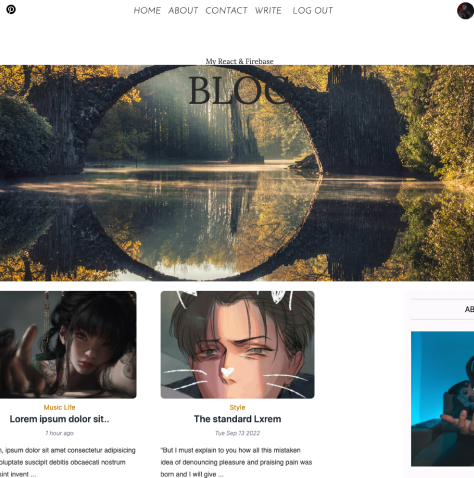 HOME ABOUT CONTACT WRITE LOG OUT
My React & Firebase
BLOG
Music Life
Lorem ipsum dolor sit..
1 hour ago
ipsum dolor sit amet consectetur adipisicing
suscipit debitis obcaecati nostrum
invent ...
Style
The standard Lxrem
Tue Sep 13 2022
"But I must explain to you how all this mistaken
idea of denouncing pleasure and praising pain was
born and I will give ...
AB